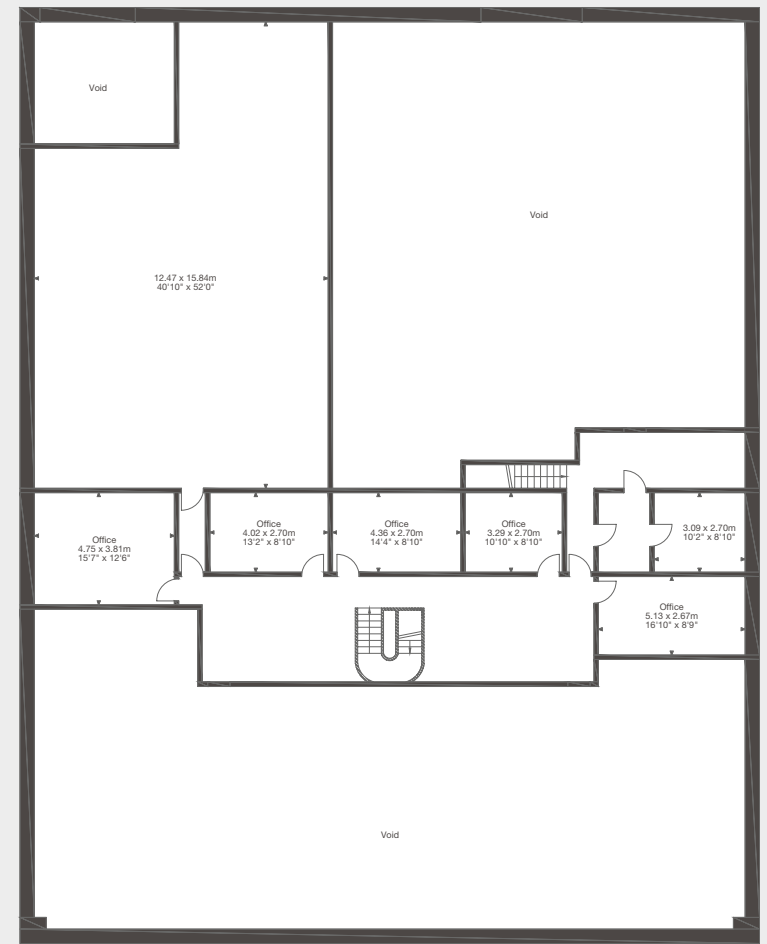 Void
Void
12.47 x 15.84m
40'10" x 52'0"
Office
4.75 x 3.81m
15'7" x 12'6"
Office
4.02 x 2.70m
13'2" x 8'10"
Office
4.36 x 2.70m
14'4" x 8'10"
Office
3.29 x 2.70m
10'10" x 8'10"
3.09 x 2.70m
10'2" x 8'10"
Office
5.13 x 2.67m
16'10" x 8'9"
Void